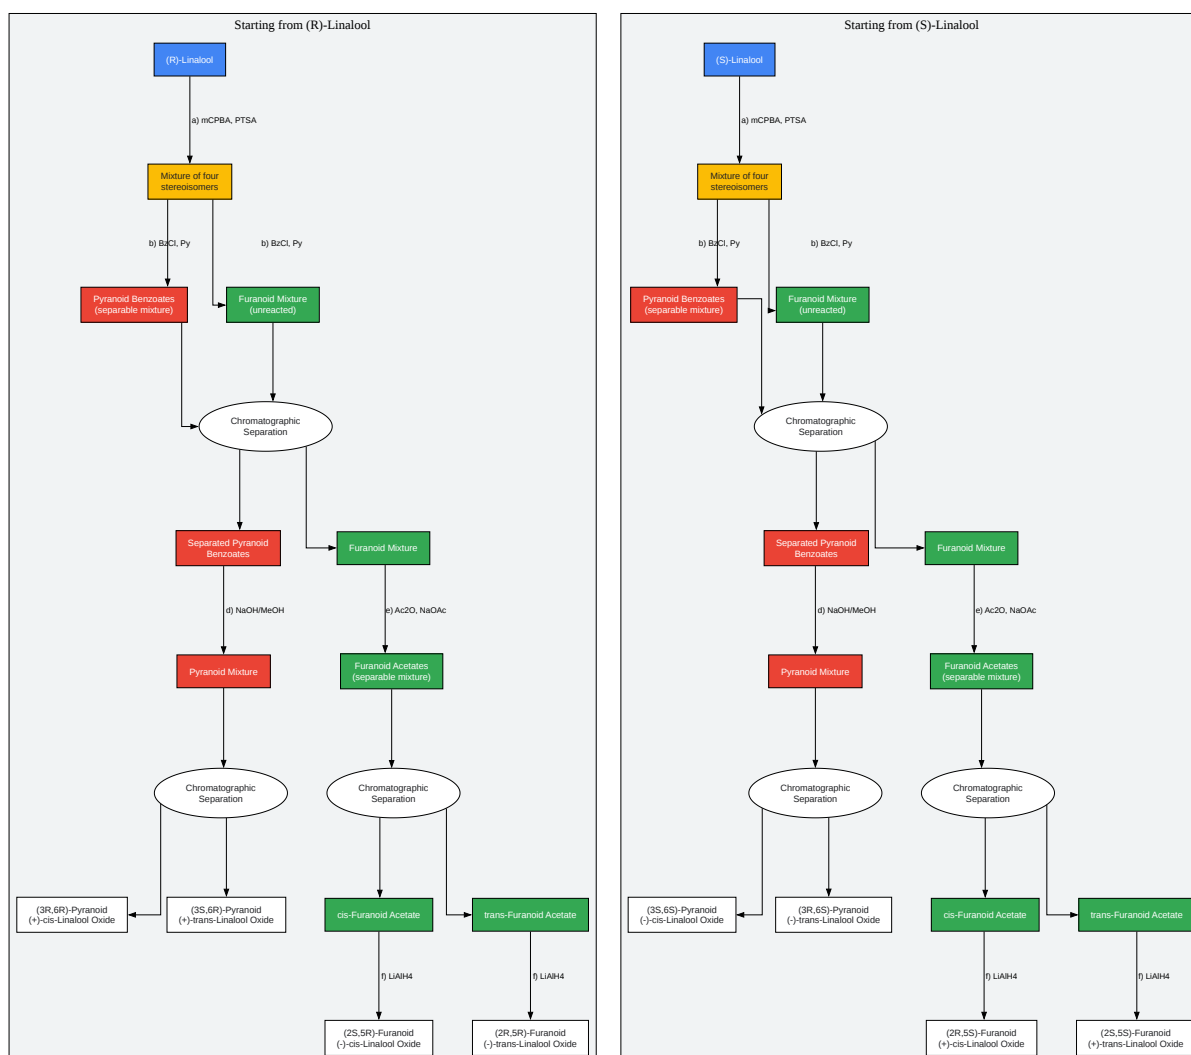 Starting from (R)-Linalool
(R)-Linalool
a) mCPBA, PTSA
Mixture of four
stereoisomers
b) BzCl, Py
b) BzCl, Py
Pyranoid Benzoates
(separable mixture)
Furanoid Mixture
(unreacted)
Chromatographic
Separation
Separated Pyranoid
Benzoates
Furanoid Mixture
d) NaOH/MeOH
e) Ac2O, NaOAc
Pyranoid Mixture
Furanoid Acetates
(separable mixture)
Chromatographic
Separation
Chromatographic
Separation
(3R,6R)-Pyranoid
(+)-cis-Linalool Oxide
(3S,6R)-Pyranoid
(+)-trans-Linalool Oxide
cis-Furanoid Acetate
trans-Furanoid Acetate
f) LiAlH4
f) LiAlH4
(2S,5R)-Furanoid
(-)-cis-Linalool Oxide
(2R,5R)-Furanoid
(-)-trans-Linalool Oxide
Starting from (S)-Linalool
(S)-Linalool
a) mCPBA, PTSA
Mixture of four
stereoisomers
b) BzCl, Py
b) BzCl, Py
Pyranoid Benzoates
(separable mixture)
Furanoid Mixture
(unreacted)
Chromatographic
Separation
Separated Pyranoid
Benzoates
Furanoid Mixture
d) NaOH/MeOH
e) Ac2O, NaOAc
Pyranoid Mixture
Furanoid Acetates
(separable mixture)
Chromatographic
Separation
Chromatographic
Separation
(3S,6S)-Pyranoid
(-)-cis-Linalool Oxide
(3R,6S)-Pyranoid
(-)-trans-Linalool Oxide
cis-Furanoid Acetate
trans-Furanoid Acetate
f) LiAlH4
f) LiAlH4
(2R,5S)-Furanoid
(+)-cis-Linalool Oxide
(2S,5S)-Furanoid
(+)-trans-Linalool Oxide